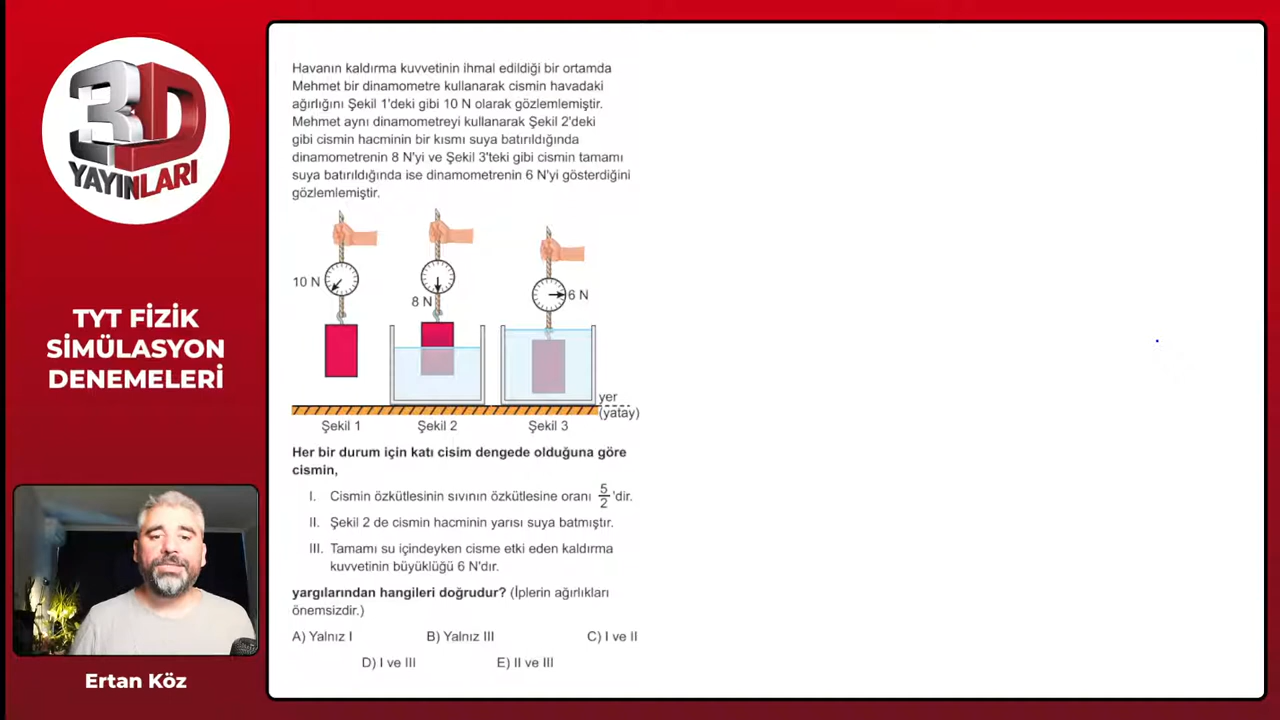 3D
YAYINLARI
TYT FİZİK
SİMÜLASYON
DENEMELERİ
Ertan Köz
Havanın kaldırma kuvvetinin ihmal edildiği bir ortamda
Mehmet bir dinamometre kullanarak cismin havadaki
ağırlığını Şekil 1'deki gibi 10 N olarak gözlemlemiştir.
Mehmet aynı dinamometreyi kullanarak Şekil 2'deki
gibi cismin hacminin bir kısmı suya batırıldığında
dinamometrenin 8 N'yi ve Şekil 3'teki gibi cismin tamamı
suya batırıldığında ise dinamometrenin 6 N'yi gösterdiğini
gözlemlemiştir.
10 N
8 N
6 N
yer
(yatay)
Şekil 1
Şekil 2
Şekil 3
Her bir durum için katı cisim dengede olduğuna göre
cismin,
I. Cismin özkütlesinin sıvının özkütlesine oranı 5/2 'dir.
II. Şekil 2 de cismin hacminin yarısı suya batmıştır.
III. Tamamı su içindeyken cisme etki eden kaldırma
kuvvetinin büyüklüğü 6 N'dır.
yargılarından hangileri doğrudur? (İplerin ağırlıkları
önemsizdir.)
A) Yalnız I B) Yalnız III C) I ve II
D) I ve III E) II ve III